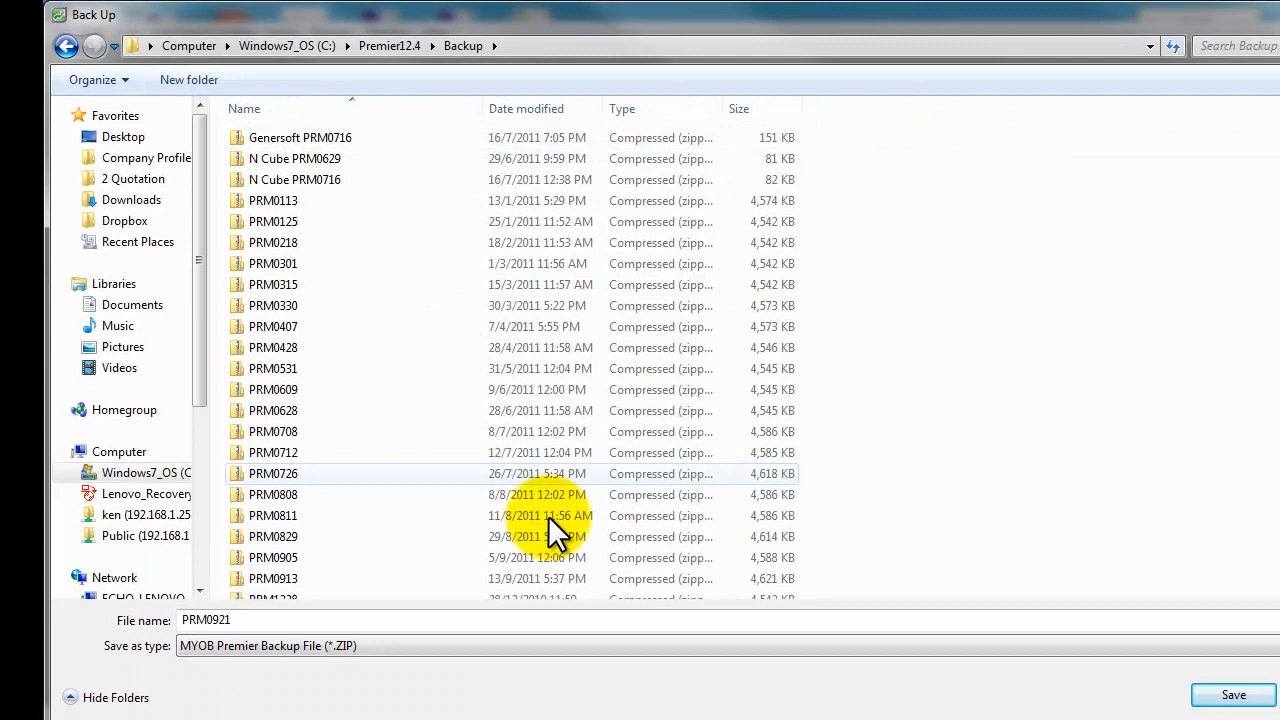 Back Up
Computer Windows7_OS (C:) Premier12.4 Backup
Search Backup
Organize New folder
Favorites
Desktop
Company Profile
2 Quotation
Downloads
Dropbox
Recent Places
Libraries
Documents
Music
Pictures
Videos
Homegroup
Computer
Windows7_OS (C
Lenovo_Recovery
ken (192.168.1.25
Public (192.168.1
Network
ECHO_LENOVO
Name Date modified Type Size
Genersoft PRM0716 16/7/2011 7:05 PM Compressed (zipp... 151 KB
N Cube PRM0629 29/6/2011 9:59 PM Compressed (zipp... 81 KB
N Cube PRM0716 16/7/2011 12:38 PM Compressed (zipp... 82 KB
PRM0113 13/1/2011 5:29 PM Compressed (zipp... 4,574 KB
PRM0125 25/1/2011 11:52 AM Compressed (zipp... 4,542 KB
PRM0218 18/2/2011 11:53 AM Compressed (zipp... 4,542 KB
PRM0301 1/3/2011 11:56 AM Compressed (zipp... 4,542 KB
PRM0315 15/3/2011 11:57 AM Compressed (zipp... 4,542 KB
PRM0330 30/3/2011 5:22 PM Compressed (zipp... 4,573 KB
PRM0407 7/4/2011 5:55 PM Compressed (zipp... 4,573 KB
PRM0428 28/4/2011 11:58 AM Compressed (zipp... 4,546 KB
PRM0531 31/5/2011 12:04 PM Compressed (zipp... 4,545 KB
PRM0609 9/6/2011 12:00 PM Compressed (zipp... 4,545 KB
PRM0628 28/6/2011 11:58 AM Compressed (zipp... 4,545 KB
PRM0708 8/7/2011 12:02 PM Compressed (zipp... 4,586 KB
PRM0712 12/7/2011 12:04 PM Compressed (zipp... 4,585 KB
PRM0726 26/7/2011 5:34 PM Compressed (zipp... 4,618 KB
PRM0808 8/8/2011 12:02 PM Compressed (zipp... 4,586 KB
PRM0811 11/8/2011 11:56 AM Compressed (zipp... 4,586 KB
PRM0829 29/8/2011 PM Compressed (zipp... 4,614 KB
PRM0905 5/9/2011 12:06 PM Compressed (zipp... 4,588 KB
PRM0913 13/9/2011 5:37 PM Compressed (zipp... 4,621 KB
PRM1228 28/12/2010 11:59 Compressed (zipp... 4,542 KB
File name: PRM0921
Save as type: MYOB Premier Backup File (*.ZIP)
Hide Folders
Save